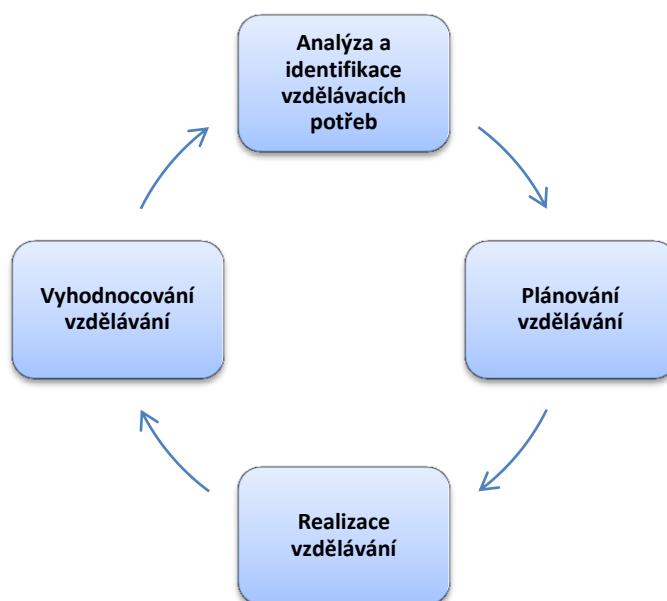 Analýza a
identifikace
vzdělávacích
potřeb
Plánování
vzdělávání
Realizace
vzdělávání
Vyhodnocování
vzdělávání